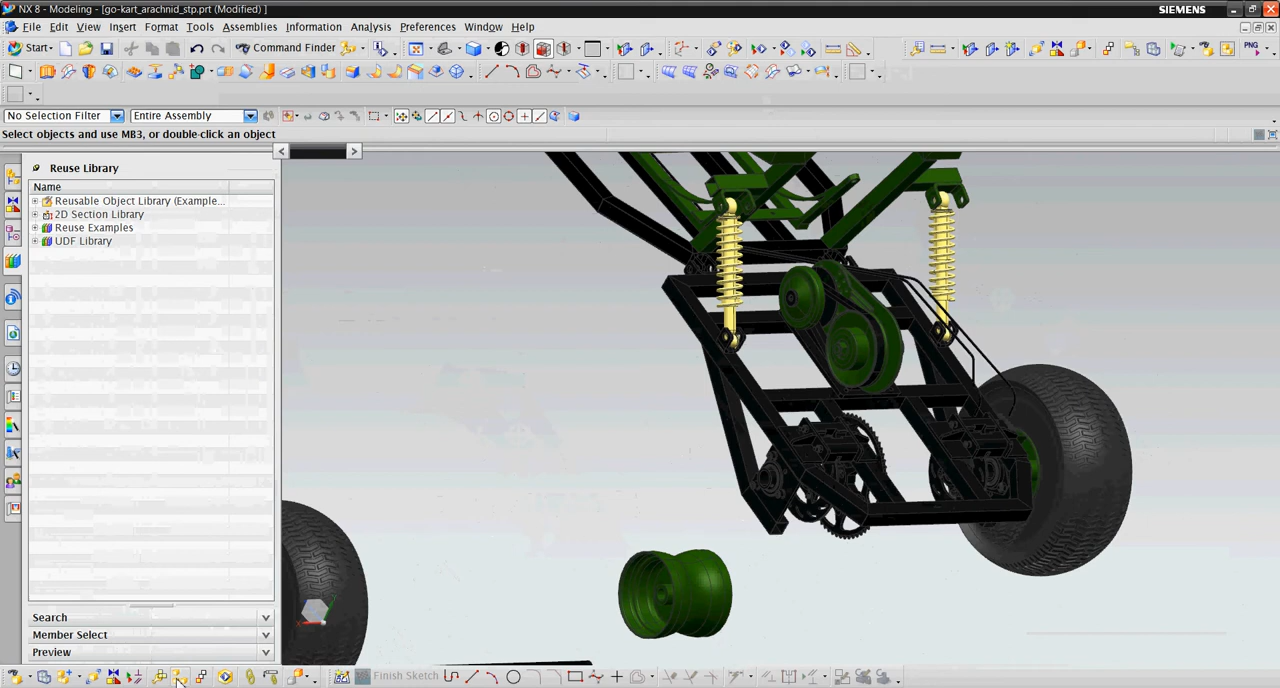 NX 8 - Modeling - [go-kart_arachnid_stp.prt (Modified) ]
SIEMENS
File Edit View Insert Format Tools Assemblies Information Analysis Preferences Window Help
Start Command Finder PNG
No Selection Filter Entire Assembly
Select objects and use MB3, or double-click an object
Reuse Library
Name
Reusable Object Library (Example...
2D Section Library
Reuse Examples
UDF Library
Search
Member Select
Preview
Finish Sketch